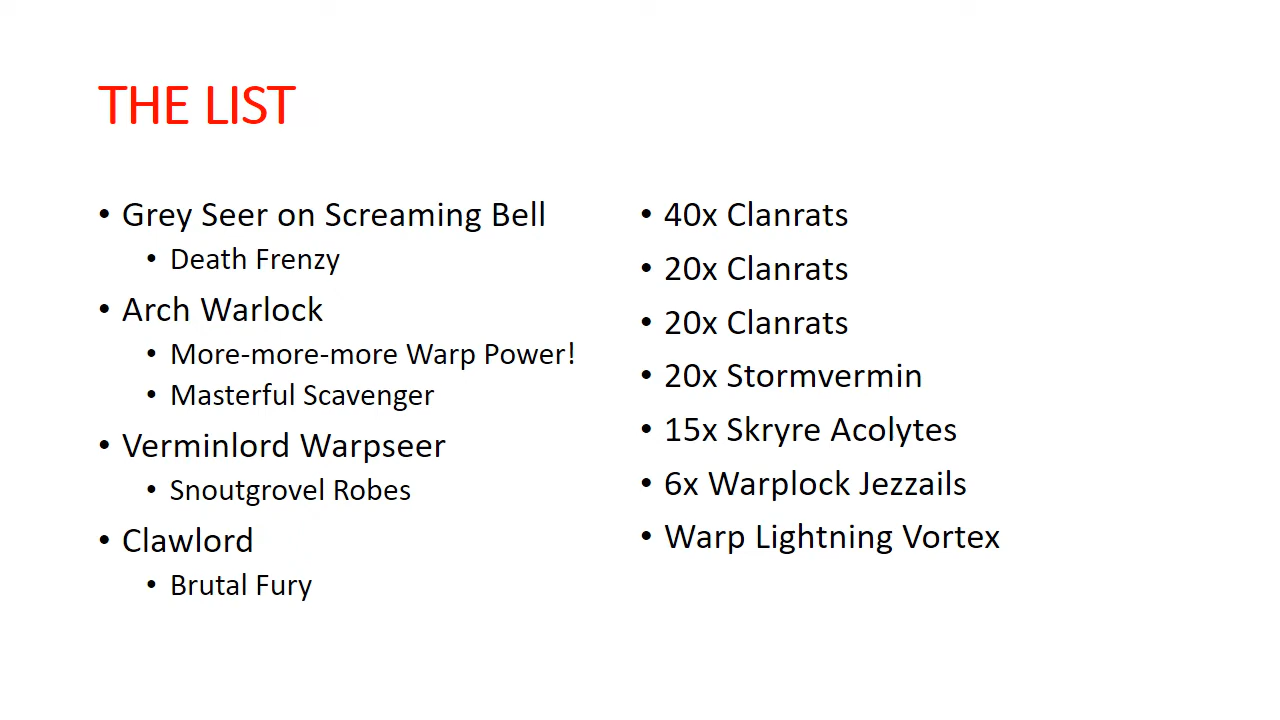 THE LIST
• Grey Seer on Screaming Bell
• Death Frenzy
• Arch Warlock
• More-more-more Warp Power!
• Masterful Scavenger
• Verminlord Warpseer
• Snoutgrovel Robes
• Clawlord
• Brutal Fury
• 40x Clanrats
• 20x Clanrats
• 20x Clanrats
• 20x Stormvermin
• 15x Skryre Acolytes
• 6x Warplock Jezzails
• Warp Lightning Vortex